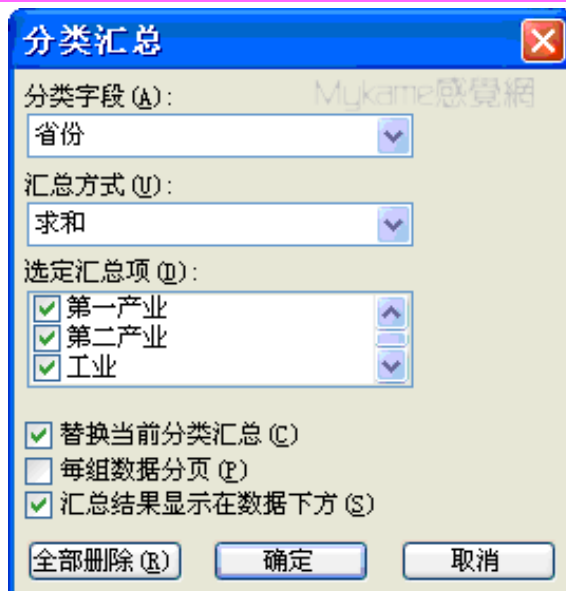 分类汇总
分类字段(A):
Mykame感覺網
省份
汇总方式(U):
求和
选定汇总项(D):
第一产业
第二产业
工业
替换当前分类汇总(C)
每组数据分页(P)
汇总结果显示在数据下方(S)
全部删除(R) 确定 取消